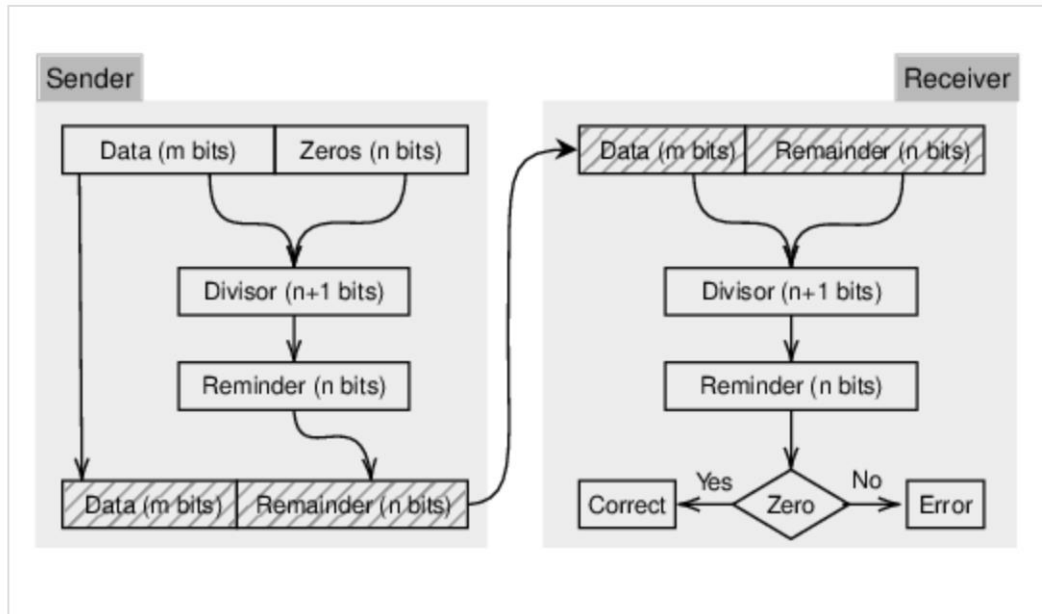 Sender
Data (m bits)
Zeros (n bits)
Divisor (n+1 bits)
Reminder (n bits)
Data (m bits)
Remainder (n bits)
Receiver
Data (m bits)
Remainder (n bits)
Divisor (n+1 bits)
Reminder (n bits)
Zero
Yes
No
Correct
Error